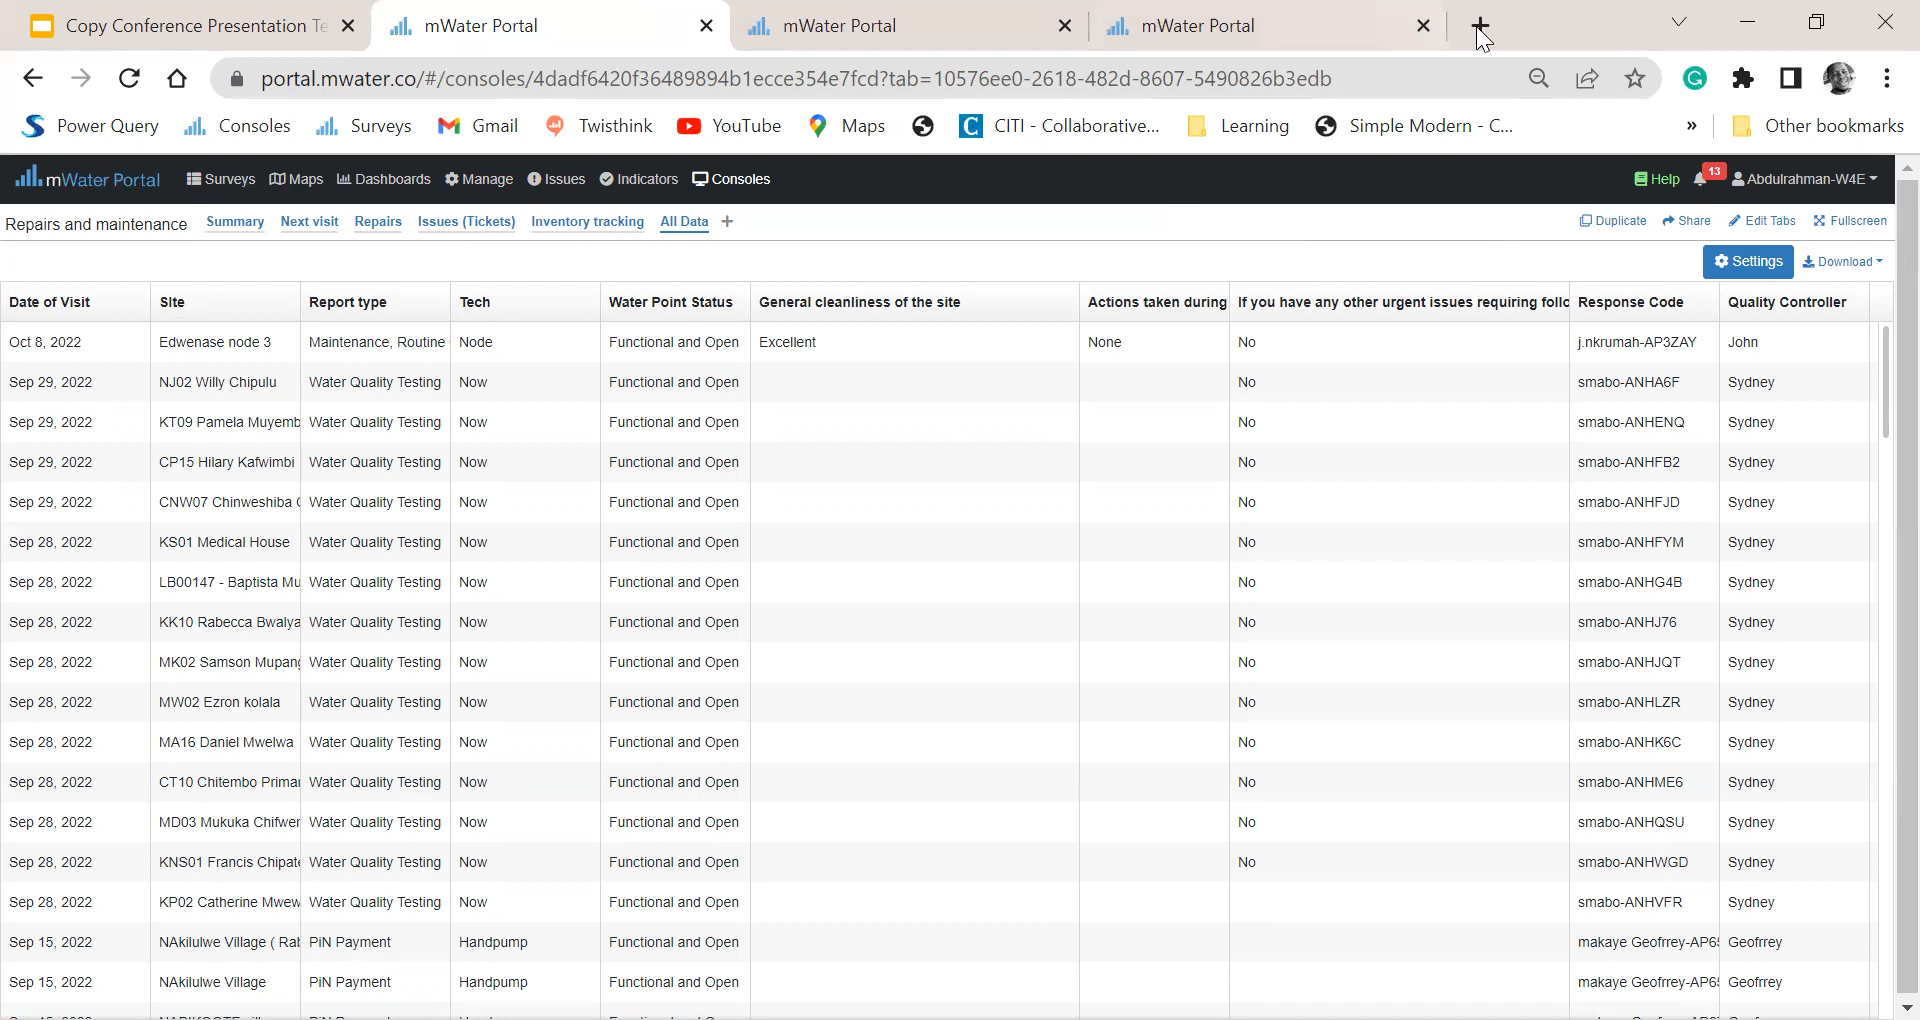 Copy Conference Presentation Te
mWater Portal
mWater Portal
mWater Portal
portal.mwater.co/#/consoles/4dadf6420f36489894b1ecce354e7fcd?tab=10576ee0-2618-482d-8607-5490826b3edb
Power Query Consoles Surveys Gmail Twisthink YouTube Maps CITI - Collaborative... Learning Simple Modern - C... » Other bookmarks
mWater Portal Surveys Maps Dashboards Manage Issues Indicators Consoles Help 13 Abdulrahman-W4E
Repairs and maintenance Summary Next visit Repairs Issues (Tickets) Inventory tracking All Data + Duplicate Share Edit Tabs Fullscreen
Settings Download
Date of Visit Site Report type Tech Water Point Status General cleanliness of the site Actions taken during If you have any other urgent issues requiring follo Response Code Quality Controller
Oct 8, 2022 Edwenase node 3 Maintenance, Routine Node Functional and Open Excellent None No j.nkrumah-AP3ZAY John
Sep 29, 2022 NJ02 Willy Chipulu Water Quality Testing Now Functional and Open No smabo-ANHA6F Sydney
Sep 29, 2022 KT09 Pamela Muyemb Water Quality Testing Now Functional and Open No smabo-ANHENQ Sydney
Sep 29, 2022 CP15 Hilary Kafwimbi Water Quality Testing Now Functional and Open No smabo-ANHFB2 Sydney
Sep 29, 2022 CNW07 Chinweshiba ( Water Quality Testing Now Functional and Open No smabo-ANHFJD Sydney
Sep 28, 2022 KS01 Medical House Water Quality Testing Now Functional and Open No smabo-ANHFYM Sydney
Sep 28, 2022 LB00147 - Baptista Mu Water Quality Testing Now Functional and Open No smabo-ANHG4B Sydney
Sep 28, 2022 KK10 Rabecca Bwalya Water Quality Testing Now Functional and Open No smabo-ANHJ76 Sydney
Sep 28, 2022 MK02 Samson Mupang Water Quality Testing Now Functional and Open No smabo-ANHJQT Sydney
Sep 28, 2022 MW02 Ezron kolala Water Quality Testing Now Functional and Open No smabo-ANHLZR Sydney
Sep 28, 2022 MA16 Daniel Mwelwa Water Quality Testing Now Functional and Open No smabo-ANHK6C Sydney
Sep 28, 2022 CT10 Chitembo Primar Water Quality Testing Now Functional and Open No smabo-ANHME6 Sydney
Sep 28, 2022 MD03 Mukuka Chifwer Water Quality Testing Now Functional and Open No smabo-ANHQSU Sydney
Sep 28, 2022 KNS01 Francis Chipate Water Quality Testing Now Functional and Open No smabo-ANHWGD Sydney
Sep 28, 2022 KP02 Catherine Mwew Water Quality Testing Now Functional and Open smabo-ANHVFR Sydney
Sep 15, 2022 NAkilulwe Village ( Rab PiN Payment Handpump Functional and Open makaye Geofrrey-AP6 Geofrrey
Sep 15, 2022 NAkilulwe Village PiN Payment Handpump Functional and Open makaye Geofrrey-AP6 Geofrrey